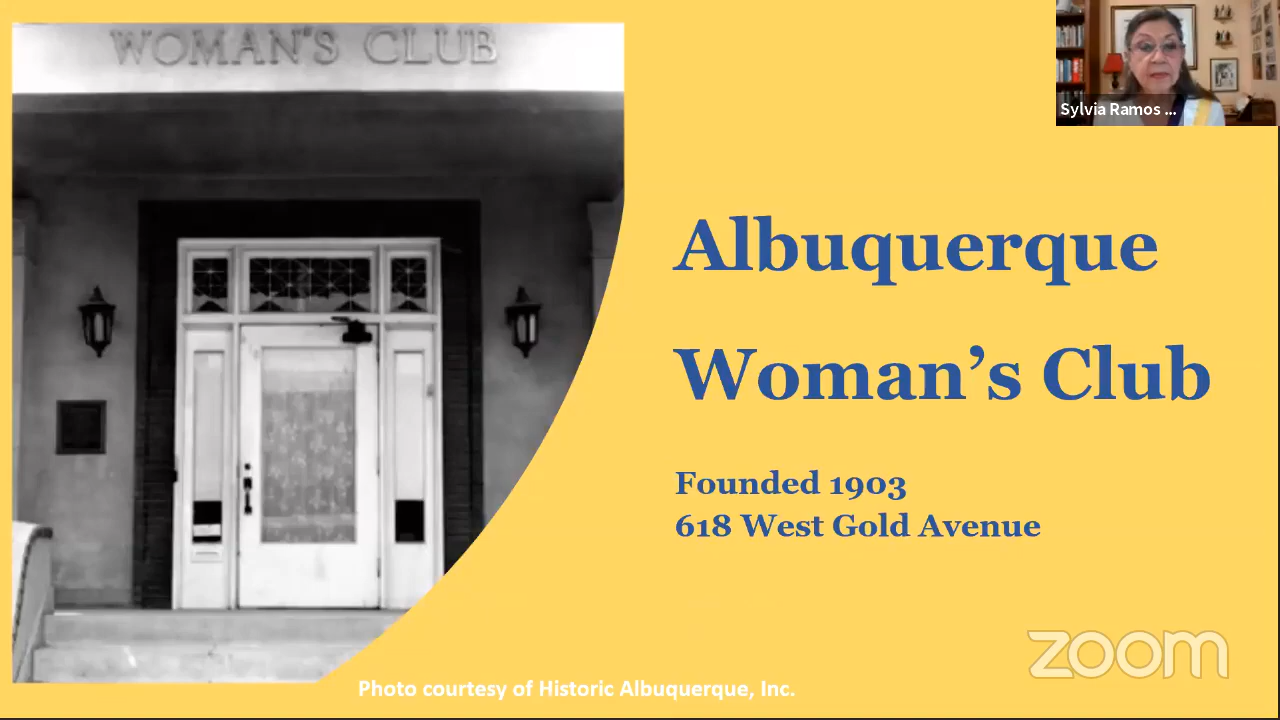 WOMAN'S CLUB
Sylvia Ramos ...
Albuquerque
Woman’s Club
Founded 1903
618 West Gold Avenue
zoom
Photo courtesy of Historic Albuquerque, Inc.